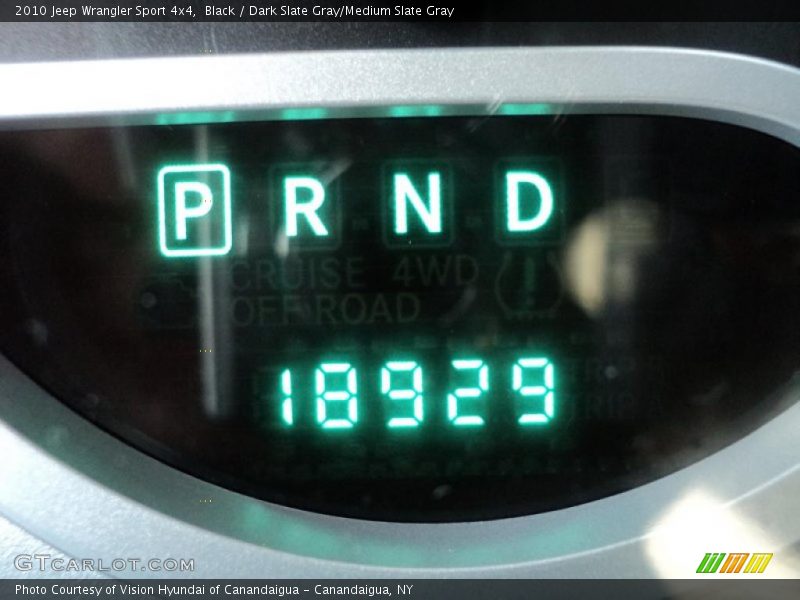 2010 Jeep Wrangler Sport 4x4, Black / Dark Slate Gray/Medium Slate Gray
P R N D
CRUISE 4WD
OFF ROAD
18929
GTCARLOT.COM
Photo Courtesy of Vision Hyundai of Canandaigua - Canandaigua, NY